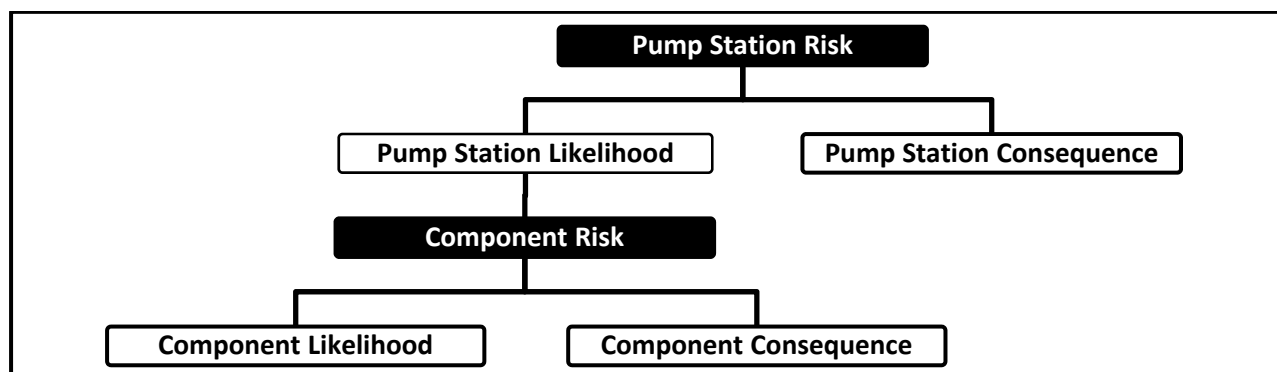 Pump Station Risk
Pump Station Likelihood
Pump Station Consequence
Component Risk
Component Likelihood
Component Consequence